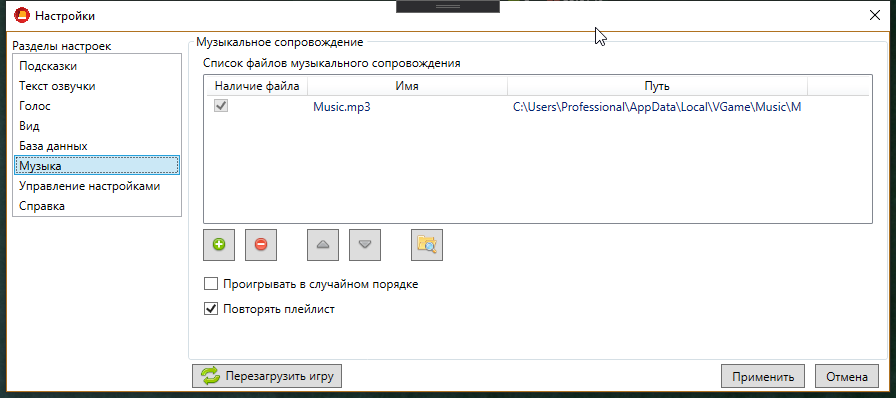 Настройки
Разделы настроек
Подсказки
Текст озвучки
Голос
Вид
База данных
Музыка
Управление настройками
Справка
Музыкальное сопровождение
Список файлов музыкального сопровождения
Наличие файла Имя Путь
Music.mp3 C:\Users\Professional\AppData\Local\VGame\Music\M
Проигрывать в случайном порядке
Повторять плейлист
Перезагрузить игру Применить Отмена